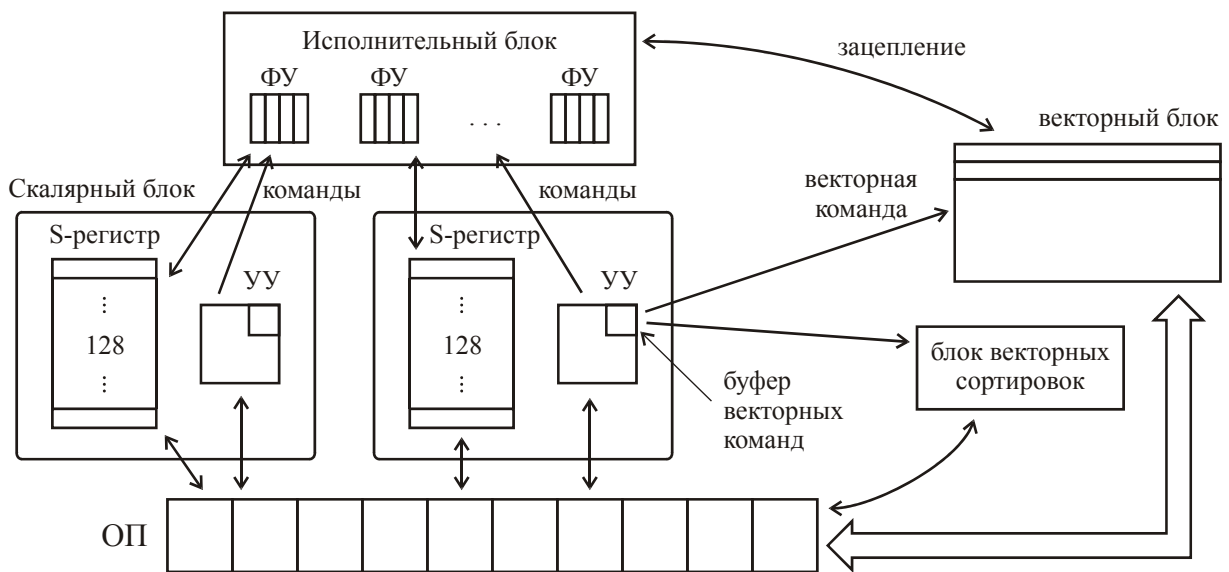 Исполнительный блок
ФУ
ФУ
. . .
ФУ
зацепление
векторный блок
Скалярный блок
команды
команды
векторная
команда
S-регистр
УУ
⋮
128
⋮
S-регистр
УУ
⋮
128
⋮
блок векторных
сортировок
буфер
векторных
команд
ОП